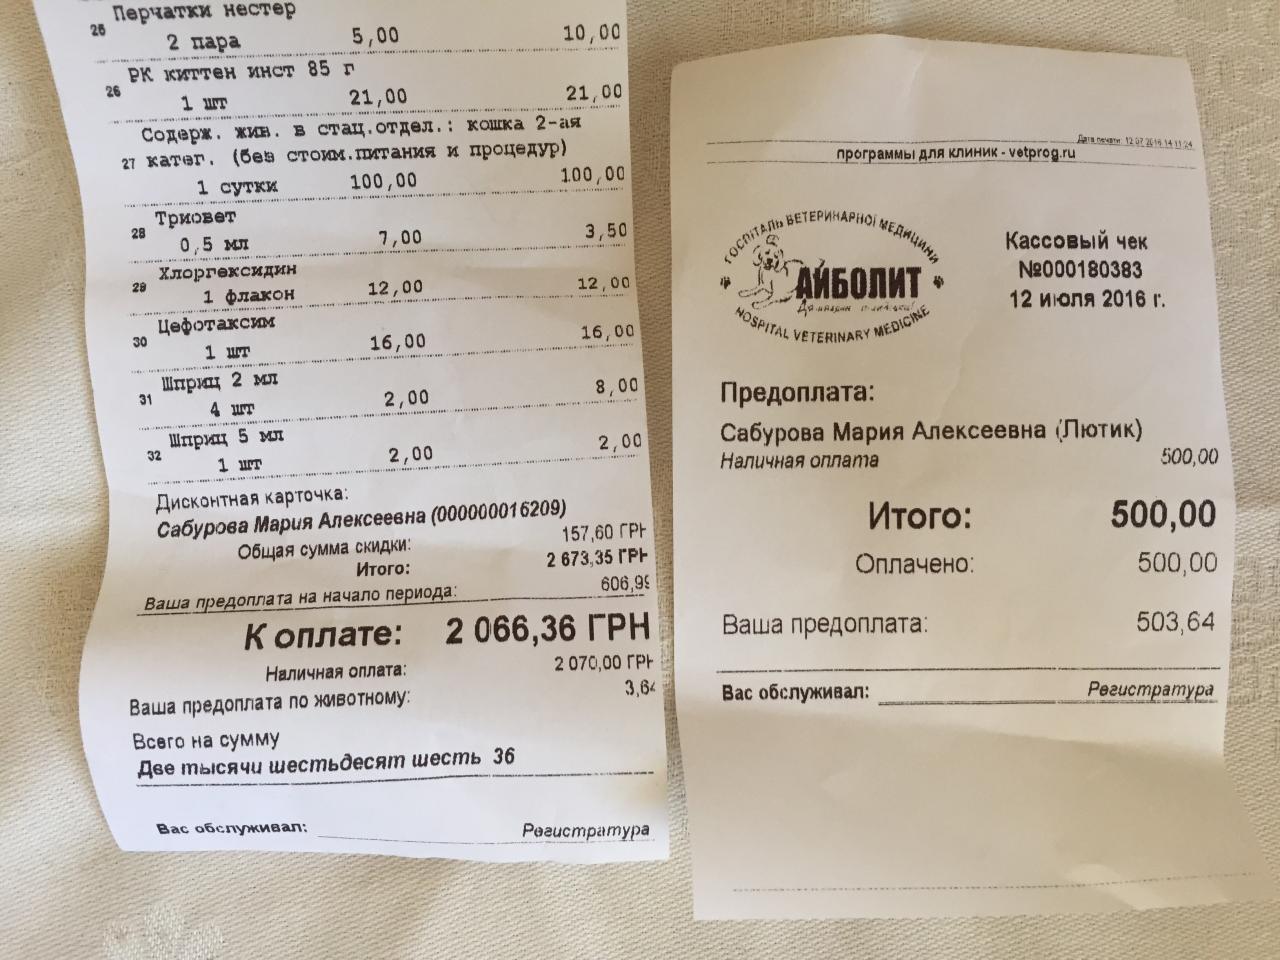 25 Перчатки нестер
2 пара 5,00 10,00
26 РК киттен инст 85 г
1 шт 21,00 21,00
Содерж. жив. в стац.отдел.: кошка 2-ая
27 катег. (без стоим.питания и процедур)
1 сутки 100,00 100,00
28 Триовет
0,5 мл 7,00 3,50
29 Хлоргексидин
1 флакон 12,00 12,00
30 Цефотаксим
1 шт 16,00 16,00
31 Шприц 2 мл
4 шт 2,00 8,00
32 Шприц 5 мл
1 шт 2,00 2,00
Дисконтная карточка:
Сабурова Мария Алексеевна (000000016209)
Общая сумма скидки: 157,60 ГРН
Итого: 2 673,35 ГРН
Ваша предоплата на начало периода: 606,99
К оплате: 2 066,36 ГРН
Наличная оплата: 2 070,00 ГРН
Ваша предоплата по животному: 3,64
Всего на сумму
Две тысячи шестьдесят шесть 36
Вас обслуживал: Регистратура
Дата печати: 12.07.2016 14:11:24
программы для клиник - vetprog.ru
ГОСПІТАЛЬ ВЕТЕРИНАРНОЇ МЕДИЦИНИ
АЙБОЛИТ
HOSPITAL VETERINARY MEDICINE
Кассовый чек
№000180383
12 июля 2016 г.
Предоплата:
Сабурова Мария Алексеевна (Лютик)
Наличная оплата 500,00
Итого: 500,00
Оплачено: 500,00
Ваша предоплата: 503,64
Вас обслуживал: Регистратура